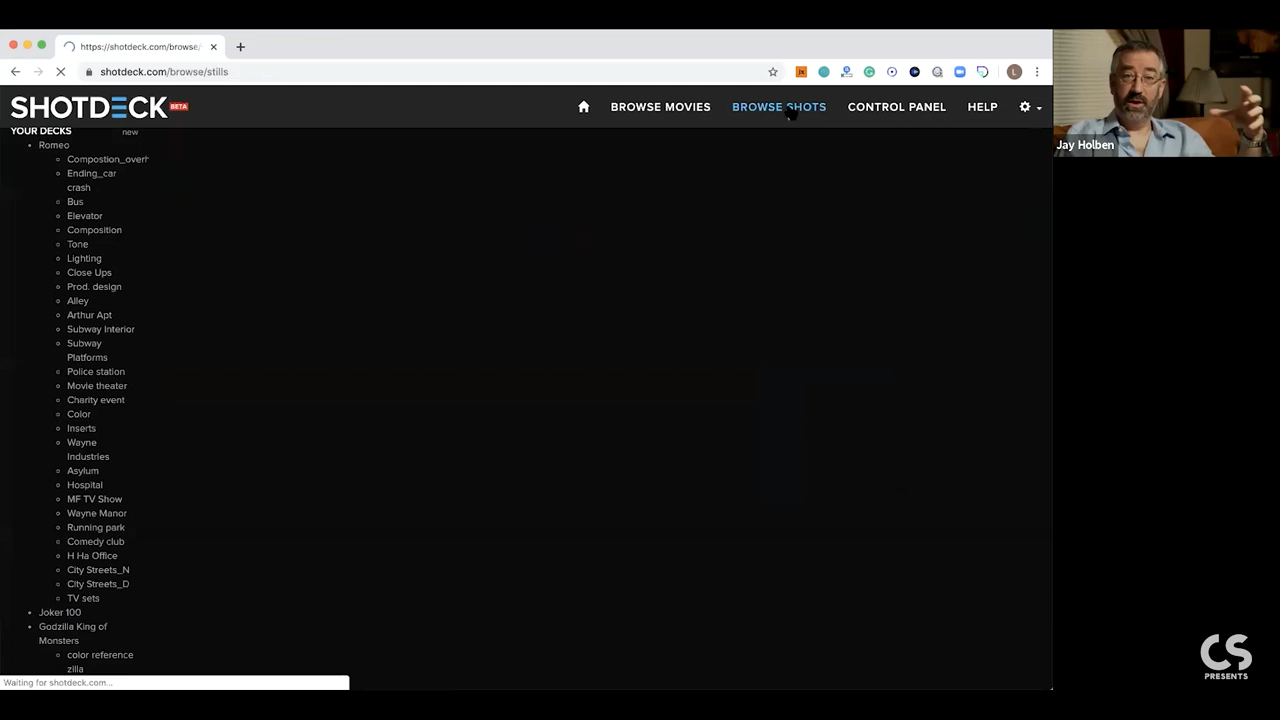 https://shotdeck.com/browse/
shotdeck.com/browse/stills
L
SHOTDECK BETA
BROWSE MOVIES
BROWSE SHOTS
CONTROL PANEL
HELP
Jay Holben
YOUR DECKS
new
Romeo
Compostion_overh
Ending_car
crash
Bus
Elevator
Composition
Tone
Lighting
Close Ups
Prod. design
Alley
Arthur Apt
Subway Interior
Subway
Platforms
Police station
Movie theater
Charity event
Color
Inserts
Wayne
Industries
Asylum
Hospital
MF TV Show
Wayne Manor
Running park
Comedy club
H Ha Office
City Streets_N
City Streets_D
TV sets
Joker 100
Godzilla King of
Monsters
color reference
zilla
Waiting for shotdeck.com...
CS
PRESENTS